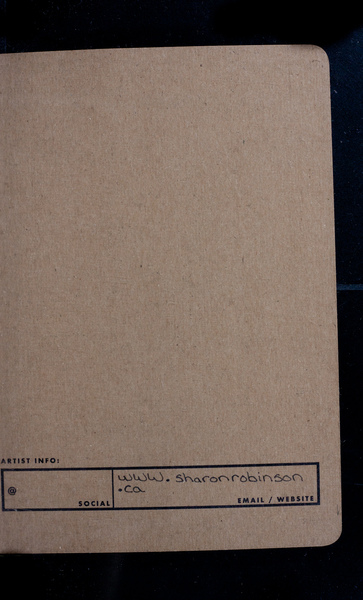 ARTIST INFO:
@
SOCIAL
www.sharonrobinson
.ca
EMAIL / WEBSITE